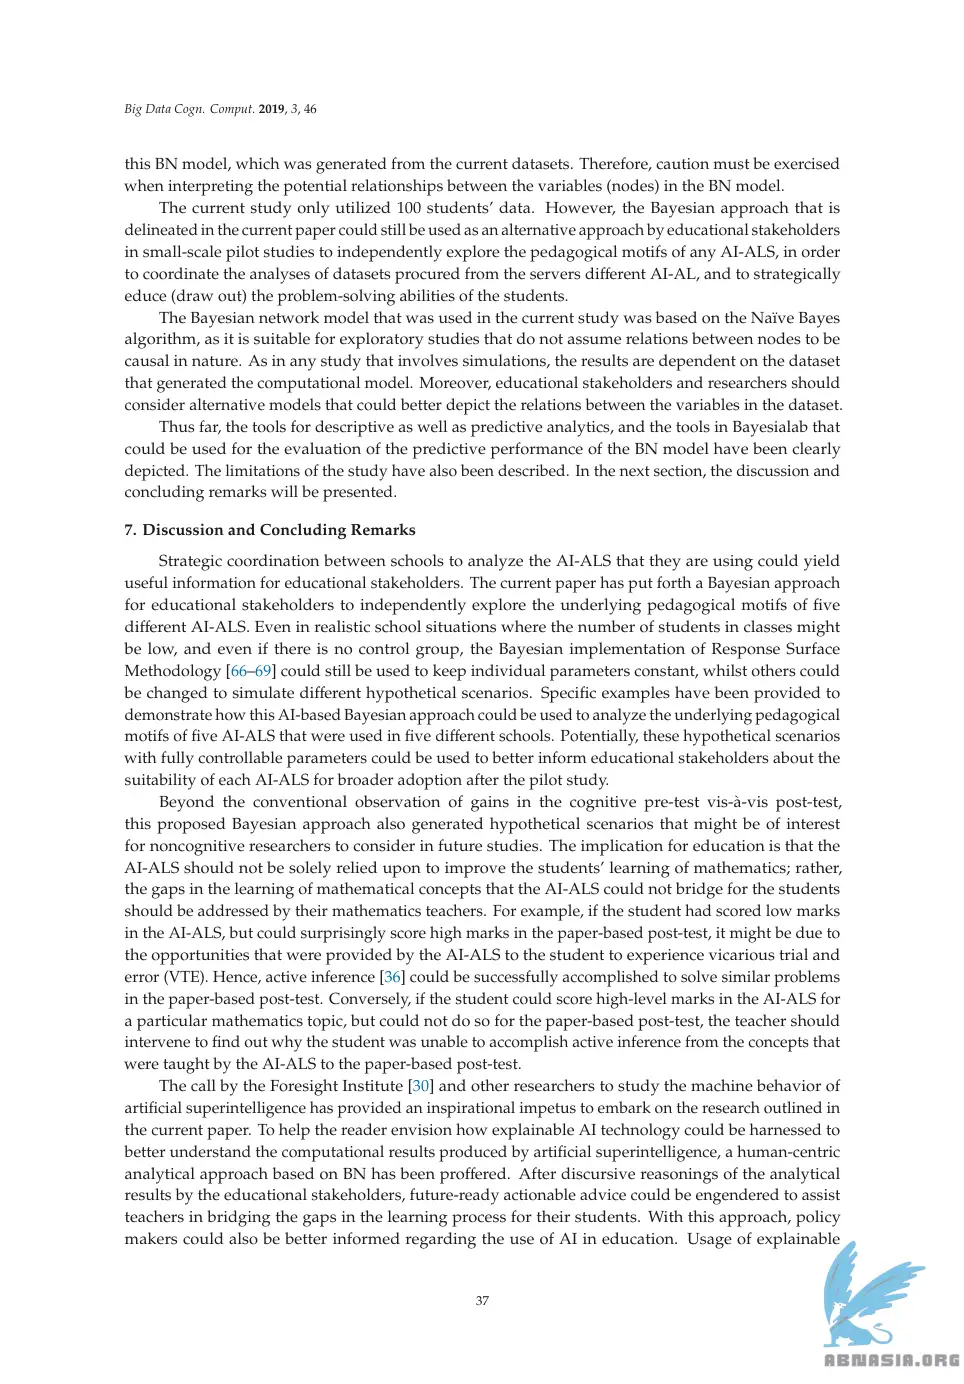 Big Data Cogn. Comput. 2019, 3, 46
this BN model, which was generated from the current datasets. Therefore, caution must be exercised
when interpreting the potential relationships between the variables (nodes) in the BN model.
The current study only utilized 100 students’ data. However, the Bayesian approach that is
delineated in the current paper could still be used as an alternative approach by educational stakeholders
in small-scale pilot studies to independently explore the pedagogical motifs of any AI-ALS, in order
to coordinate the analyses of datasets procured from the servers different AI-AL, and to strategically
educe (draw out) the problem-solving abilities of the students.
The Bayesian network model that was used in the current study was based on the Naïve Bayes
algorithm, as it is suitable for exploratory studies that do not assume relations between nodes to be
causal in nature. As in any study that involves simulations, the results are dependent on the dataset
that generated the computational model. Moreover, educational stakeholders and researchers should
consider alternative models that could better depict the relations between the variables in the dataset.
Thus far, the tools for descriptive as well as predictive analytics, and the tools in Bayesialab that
could be used for the evaluation of the predictive performance of the BN model have been clearly
depicted. The limitations of the study have also been described. In the next section, the discussion and
concluding remarks will be presented.
7. Discussion and Concluding Remarks
Strategic coordination between schools to analyze the AI-ALS that they are using could yield
useful information for educational stakeholders. The current paper has put forth a Bayesian approach
for educational stakeholders to independently explore the underlying pedagogical motifs of five
different AI-ALS. Even in realistic school situations where the number of students in classes might
be low, and even if there is no control group, the Bayesian implementation of Response Surface
Methodology [66–69] could still be used to keep individual parameters constant, whilst others could
be changed to simulate different hypothetical scenarios. Specific examples have been provided to
demonstrate how this AI-based Bayesian approach could be used to analyze the underlying pedagogical
motifs of five AI-ALS that were used in five different schools. Potentially, these hypothetical scenarios
with fully controllable parameters could be used to better inform educational stakeholders about the
suitability of each AI-ALS for broader adoption after the pilot study.
Beyond the conventional observation of gains in the cognitive pre-test vis-à-vis post-test,
this proposed Bayesian approach also generated hypothetical scenarios that might be of interest
for noncognitive researchers to consider in future studies. The implication for education is that the
AI-ALS should not be solely relied upon to improve the students’ learning of mathematics; rather,
the gaps in the learning of mathematical concepts that the AI-ALS could not bridge for the students
should be addressed by their mathematics teachers. For example, if the student had scored low marks
in the AI-ALS, but could surprisingly score high marks in the paper-based post-test, it might be due to
the opportunities that were provided by the AI-ALS to the student to experience vicarious trial and
error (VTE). Hence, active inference [36] could be successfully accomplished to solve similar problems
in the paper-based post-test. Conversely, if the student could score high-level marks in the AI-ALS for
a particular mathematics topic, but could not do so for the paper-based post-test, the teacher should
intervene to find out why the student was unable to accomplish active inference from the concepts that
were taught by the AI-ALS to the paper-based post-test.
The call by the Foresight Institute [30] and other researchers to study the machine behavior of
artificial superintelligence has provided an inspirational impetus to embark on the research outlined in
the current paper. To help the reader envision how explainable AI technology could be harnessed to
better understand the computational results produced by artificial superintelligence, a human-centric
analytical approach based on BN has been proffered. After discursive reasonings of the analytical
results by the educational stakeholders, future-ready actionable advice could be engendered to assist
teachers in bridging the gaps in the learning process for their students. With this approach, policy
makers could also be better informed regarding the use of AI in education. Usage of explainable
37
ABNASIA.ORG